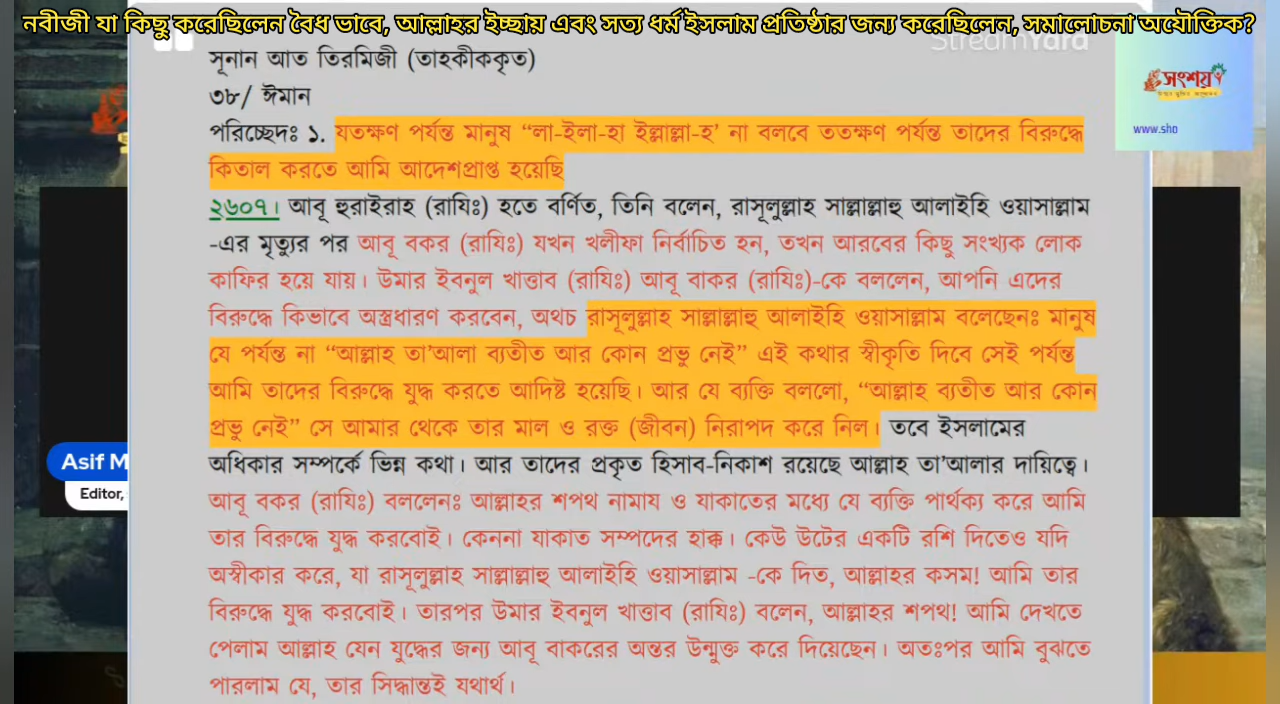 নবীজী যা কিছু করেছিলেন বৈধ ভাবে, আল্লাহর ইচ্ছায় এবং সত্য ধর্ম ইসলাম প্রতিষ্ঠার জন্য করেছিলেন, সমালোচনা অযৌক্তিক?
StreamYard
সূনান আত তিরমিজী (তাহকীককৃত)
৩৮/ ঈমান
সংশয়
www.sho
পরিচ্ছেদঃ ১. যতক্ষণ পর্যন্ত মানুষ “লা-ইলা-হা ইল্লাল্লা-হ’ না বলবে ততক্ষণ পর্যন্ত তাদের বিরুদ্ধে
কিতাল করতে আমি আদেশপ্রাপ্ত হয়েছি
২৬০৭। আবূ হুরাইরাহ (রাযিঃ) হতে বর্ণিত, তিনি বলেন, রাসূলুল্লাহ সাল্লাল্লাহু আলাইহি ওয়াসাল্লাম
-এর মৃত্যুর পর আবূ বকর (রাযিঃ) যখন খলীফা নির্বাচিত হন, তখন আরবের কিছু সংখ্যক লোক
কাফির হয়ে যায়। উমার ইবনুল খাত্তাব (রাযিঃ) আবূ বাকর (রাযিঃ)-কে বললেন, আপনি এদের
বিরুদ্ধে কিভাবে অস্ত্রধারণ করবেন, অথচ রাসূলুল্লাহ সাল্লাল্লাহু আলাইহি ওয়াসাল্লাম বলেছেনঃ মানুষ
যে পর্যন্ত না “আল্লাহ তা’আলা ব্যতীত আর কোন প্রভু নেই” এই কথার স্বীকৃতি দিবে সেই পর্যন্ত
আমি তাদের বিরুদ্ধে যুদ্ধ করতে আদিষ্ট হয়েছি। আর যে ব্যক্তি বললো, “আল্লাহ ব্যতীত আর কোন
প্রভু নেই” সে আমার থেকে তার মাল ও রক্ত (জীবন) নিরাপদ করে নিল। তবে ইসলামের
অধিকার সম্পর্কে ভিন্ন কথা। আর তাদের প্রকৃত হিসাব-নিকাশ রয়েছে আল্লাহ তা’আলার দায়িত্বে।
আবূ বকর (রাযিঃ) বললেনঃ আল্লাহর শপথ নামায ও যাকাতের মধ্যে যে ব্যক্তি পার্থক্য করে আমি
তার বিরুদ্ধে যুদ্ধ করবোই। কেননা যাকাত সম্পদের হাক্ক। কেউ উটের একটি রশি দিতেও যদি
অস্বীকার করে, যা রাসূলুল্লাহ সাল্লাল্লাহু আলাইহি ওয়াসাল্লাম -কে দিত, আল্লাহর কসম! আমি তার
বিরুদ্ধে যুদ্ধ করবোই। তারপর উমার ইবনুল খাত্তাব (রাযিঃ) বলেন, আল্লাহর শপথ! আমি দেখতে
পেলাম আল্লাহ যেন যুদ্ধের জন্য আবূ বাকরের অন্তর উন্মুক্ত করে দিয়েছেন। অতঃপর আমি বুঝতে
পারলাম যে, তার সিদ্ধান্তই যথার্থ।
Asif M
Editor,